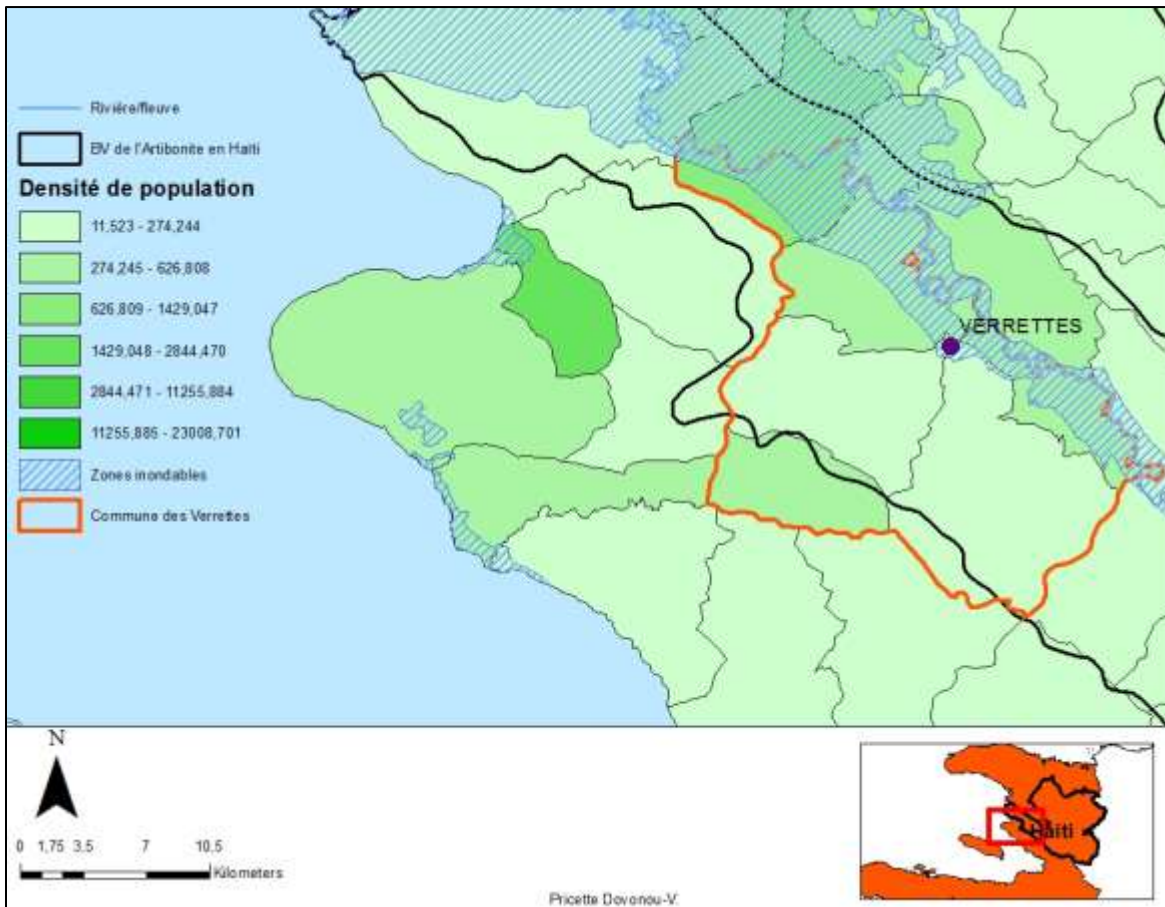 Rivière/fleuve
BV de l'Artibonite en Haïti
Densité de population
11,523 - 274,244
274,245 - 626,808
626,809 - 1429,047
1429,048 - 2844,470
2844,471 - 11255,884
11255,885 - 23008,701
Zones inondables
Commune des Verrettes
VERRETTES
N
0 1,75 3,5 7 10,5
Kilometers
Haïti
Pricette Dovonou-V.